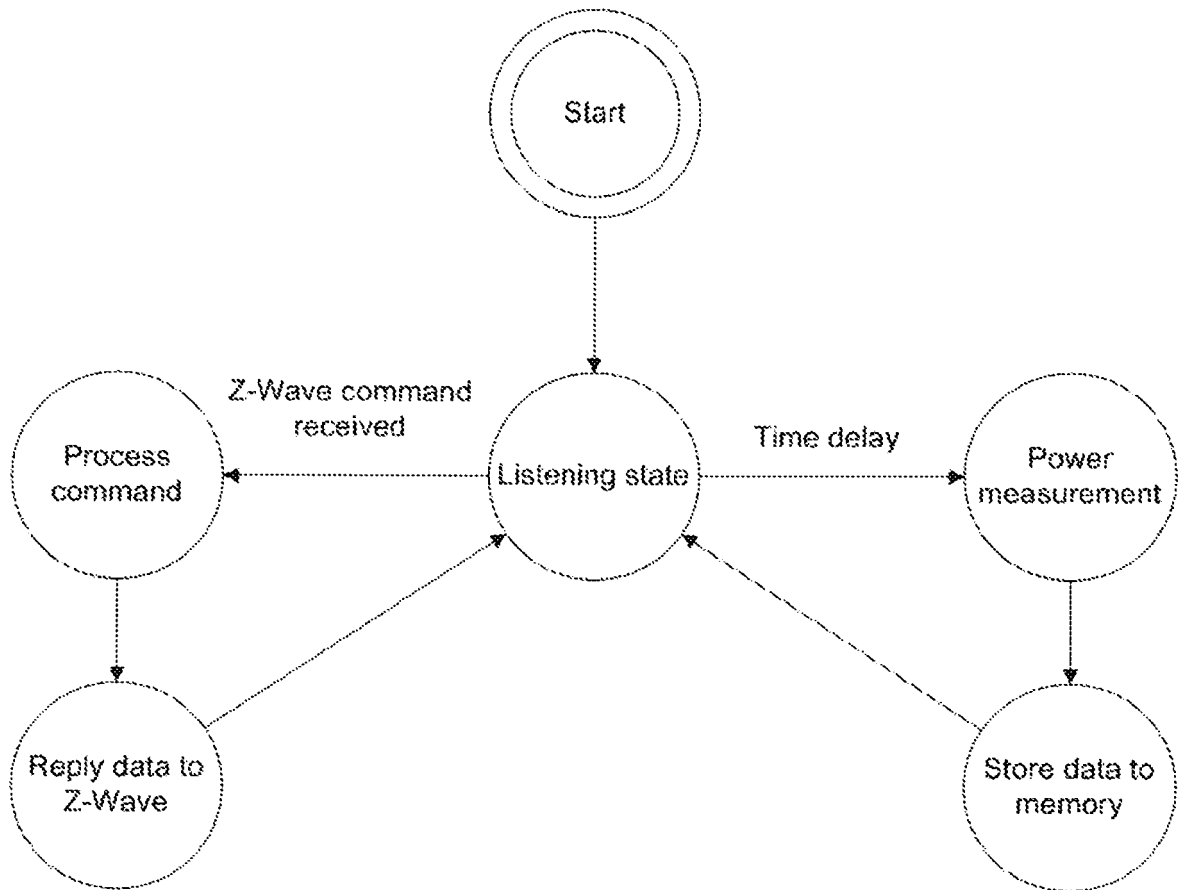 Start
Z-Wave command
received
Time delay
Process
command
Listening state
Power
measurement
Reply data to
Z-Wave
Store data to
memory